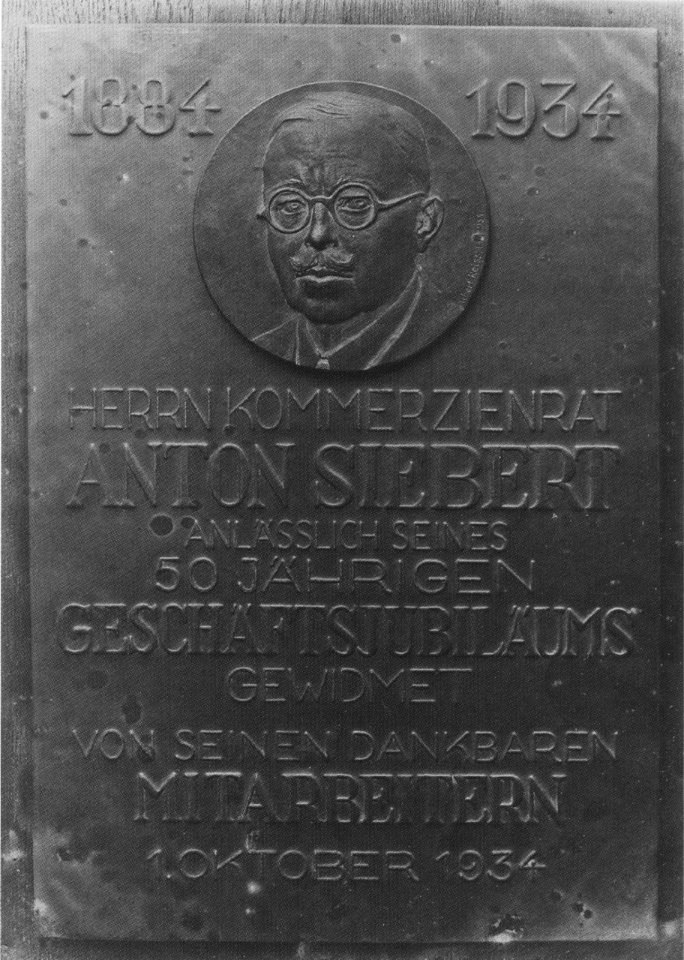 1884 1934
HERRN KOMMERZIENRAT
ANTON SIEBERT
ANLÄSSLICH SEINES
50 JÄHRIGEN
GESCHÄFTSJUBILÄUMS
GEWIDMET
VON SEINEN DANKBAREN
MITARBEITERN
1.OKTOBER 1934